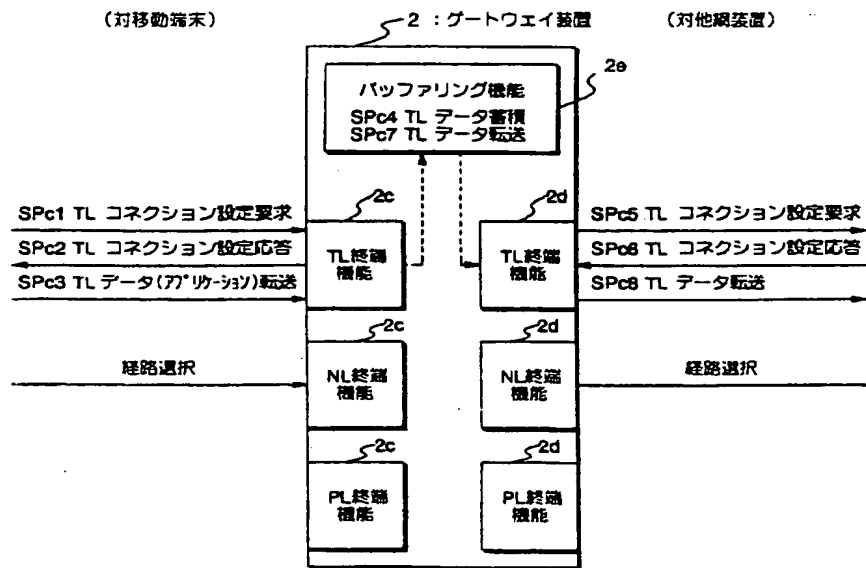 (対移動端末)
2 : ゲートウェイ装置
(対他網装置)
2e
バッファリング機能
SPc4 TL データ蓄積
SPc7 TL データ転送
2c
2d
SPc1 TL コネクション設定要求
SPc2 TL コネクション設定応答
SPc3 TL データ(アプリケーション)転送
TL終端
機能
TL終端
機能
SPc5 TL コネクション設定要求
SPc6 TL コネクション設定応答
SPc8 TL データ転送
2c
2d
経路選択
NL終端
機能
NL終端
機能
経路選択
2c
2d
PL終端
機能
PL終端
機能